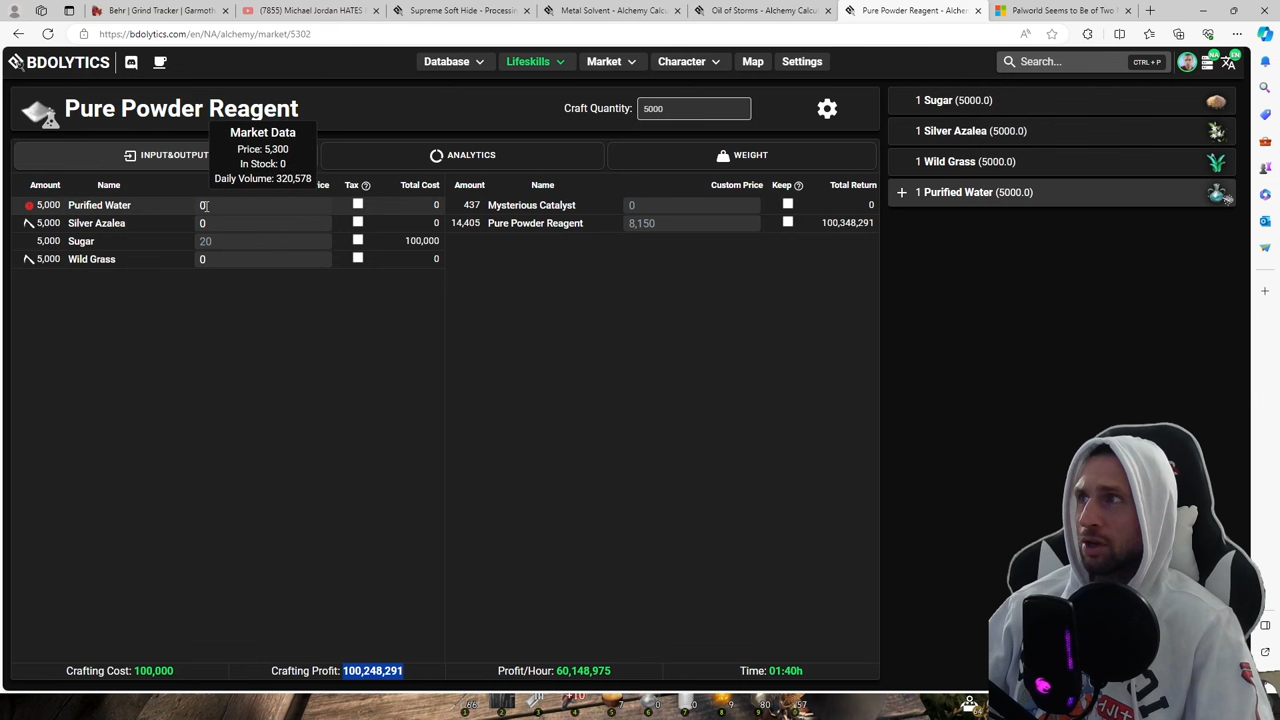 Behr | Grind Tracker | Garmoth
(7855) Michael Jordan HATES
Supreme Soft Hide - Processin
Metal Solvent - Alchemy Calcu
Oil of Storms - Alchemy Calcu
Pure Powder Reagent - Alchem
Palworld Seems to Be of Two M
https://bdolytics.com/en/NA/alchemy/market/5302
BDOLYTICS
Database
Lifeskills
Market
Character
Map
Settings
Search...
CTRL + P
NA
EN
Pure Powder Reagent
Craft Quantity:
5000
Market Data
Price: 5,300
In Stock: 0
Daily Volume: 320,578
INPUT&OUTPUT
ANALYTICS
WEIGHT
Amount Name Price Tax Total Cost
5,000 Purified Water 0 0
5,000 Silver Azalea 0 0
5,000 Sugar 20 100,000
5,000 Wild Grass 0 0
Amount Name Custom Price Keep Total Return
437 Mysterious Catalyst 0 0
14,405 Pure Powder Reagent 8,150 100,348,291
1 Sugar (5000.0)
1 Silver Azalea (5000.0)
1 Wild Grass (5000.0)
1 Purified Water (5000.0)
Crafting Cost: 100,000
Crafting Profit: 100,248,291
Profit/Hour: 60,148,975
Time: 01:40h